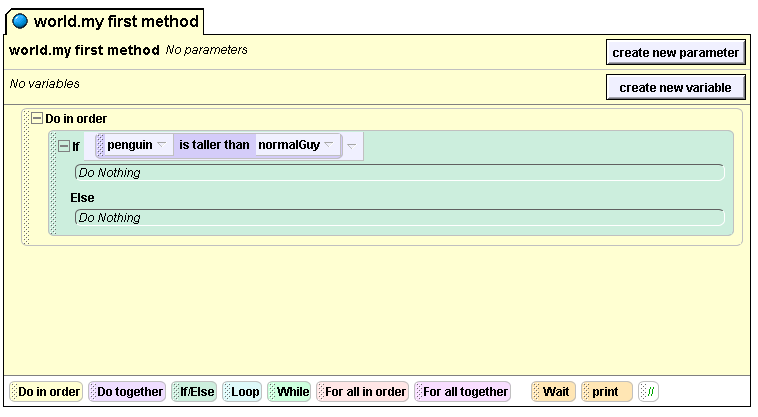 world.my first method
world.my first method No parameters create new parameter
No variables create new variable
Do in order
If penguin is taller than normalGuy
Do Nothing
Else
Do Nothing
Do in order Do together If/Else Loop While For all in order For all together Wait print //